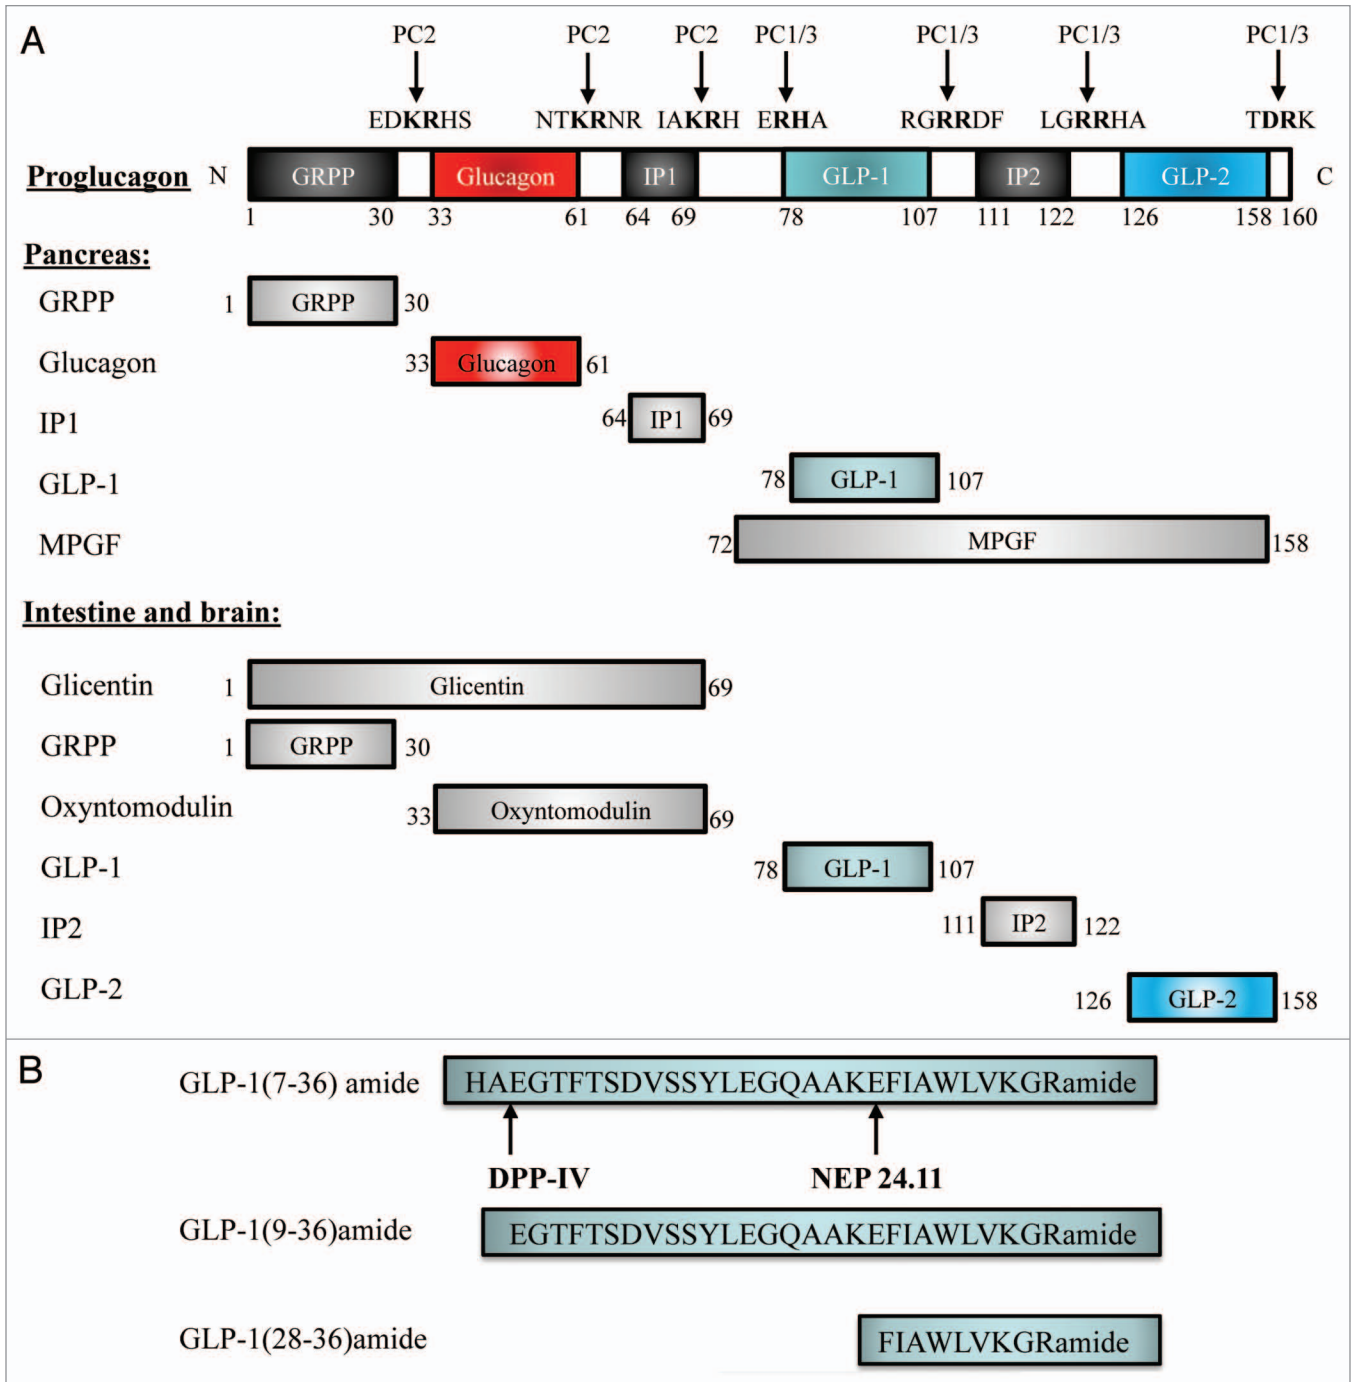 A
PC2 PC2 PC2 PC1/3 PC1/3 PC1/3 PC1/3
EDKRHS NTKRNR IAKRH ERHA RGRRDF LGRRHA TDRK
Proglucagon N GRPP Glucagon IP1 GLP-1 IP2 GLP-2 C
1 30 33 61 64 69 78 107 111 122 126 158 160
Pancreas:
GRPP 1 GRPP 30
Glucagon 33 Glucagon 61
IP1 64 IP1 69
GLP-1 78 GLP-1 107
MPGF 72 MPGF 158
Intestine and brain:
Glicentin 1 Glicentin 69
GRPP 1 GRPP 30
Oxyntomodulin 33 Oxyntomodulin 69
GLP-1 78 GLP-1 107
IP2 111 IP2 122
GLP-2 126 GLP-2 158
B
GLP-1(7-36) amide HAEGTFTSDVSSYLEGQAAKEFIAWLVKGRamide
DPP-IV NEP 24.11
GLP-1(9-36)amide EGTFTSDVSSYLEGQAAKEFIAWLVKGRamide
GLP-1(28-36)amide FIAWLVKGRamide